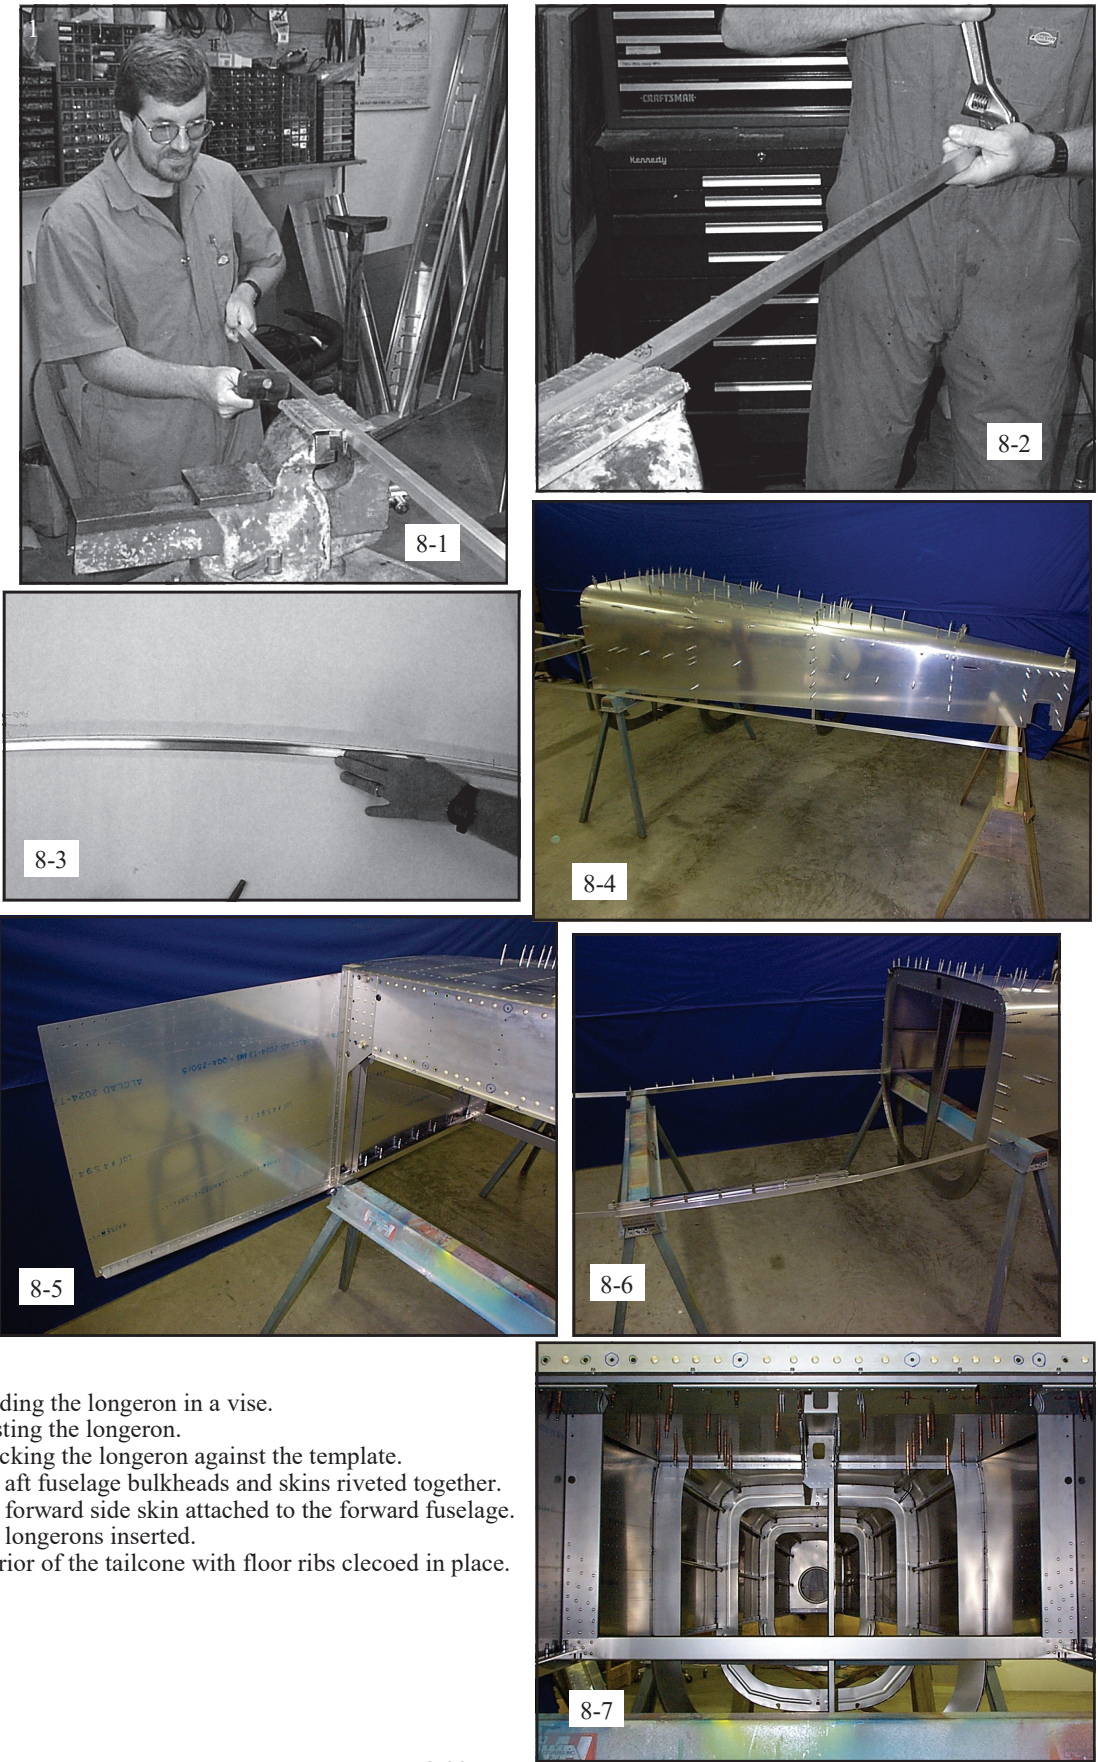 CRAFTSMAN
Kennedy
8-1
8-2
8-3
8-4
8-5
8-6
ALCLAD 2024-T3
ding the longeron in a vise.
sting the longeron.
cking the longeron against the template.
aft fuselage bulkheads and skins riveted together.
forward side skin attached to the forward fuselage.
longerons inserted.
rior of the tailcone with floor ribs clecoed in place.
8-7